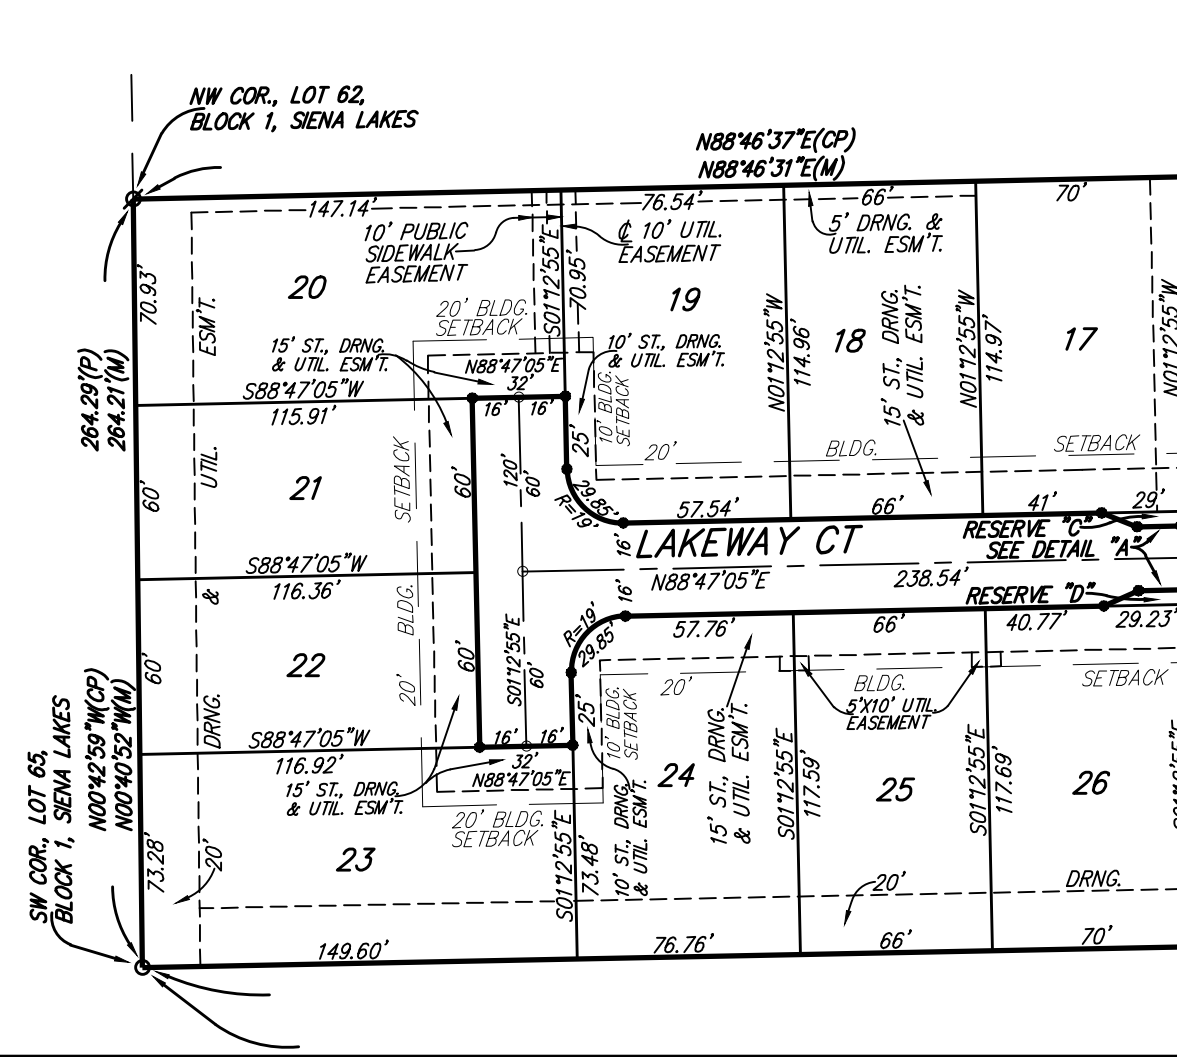 NW COR., LOT 62,
BLOCK 1, SIENA LAKES
N88°46'37"E(CP)
N88°46'31"E(M)
147.14'
76.54'
66'
70'
10' PUBLIC
SIDEWALK
EASEMENT
S01°12'55"E
70.95'
℄ 10' UTIL.
EASEMENT
5' DRNG. &
UTIL. ESM'T.
70.93'
ESM'T.
20
19
18
17
N01°12'55"W
114.96'
15' ST., DRNG.
& UTIL. ESM'T.
N01°12'55"W
114.97'
N01°12'55"W
20' BLDG.
SETBACK
15' ST., DRNG.
& UTIL. ESM'T.
N88°47'05"E
32'
10' ST., DRNG.
& UTIL. ESM'T.
10' BLDG.
SETBACK
264.29'(P)
264.21'(M)
S88°47'05"W
115.91'
16'
16'
25'
20'
BLDG.
SETBACK
21
60'
UTIL.
SETBACK
60'
120'
60'
29.85'
R=19'
57.54'
66'
41'
29'
16'
LAKEWAY CT
RESERVE "C"
SEE DETAIL "A"
S88°47'05"W
116.36'
&
N88°47'05"E
238.54'
16'
RESERVE "D"
R=19'
29.85'
57.76'
66'
40.77'
29.23'
22
60'
BLDG.
20'
60'
S01°12'55"E
60'
25'
10' BLDG.
SETBACK
20'
BLDG.
SETBACK
5'X10' UTIL.
EASEMENT
DRNG.
S88°47'05"W
116.92'
16'
16'
32'
N88°47'05"E
15' ST., DRNG.
& UTIL. ESM'T.
20' BLDG.
SETBACK
24
15' ST., DRNG.
& UTIL. ESM'T.
S01°12'55"E
117.59'
25
S01°12'55"E
117.69'
26
SW COR., LOT 65,
BLOCK 1, SIENA LAKES
N00°42'59"W(CP)
N00°40'52"W(M)
73.28'
20'
23
S01°12'55"E
73.48'
10' ST., DRNG.
& UTIL. ESM'T.
20'
DRNG.
149.60'
76.76'
66'
70'